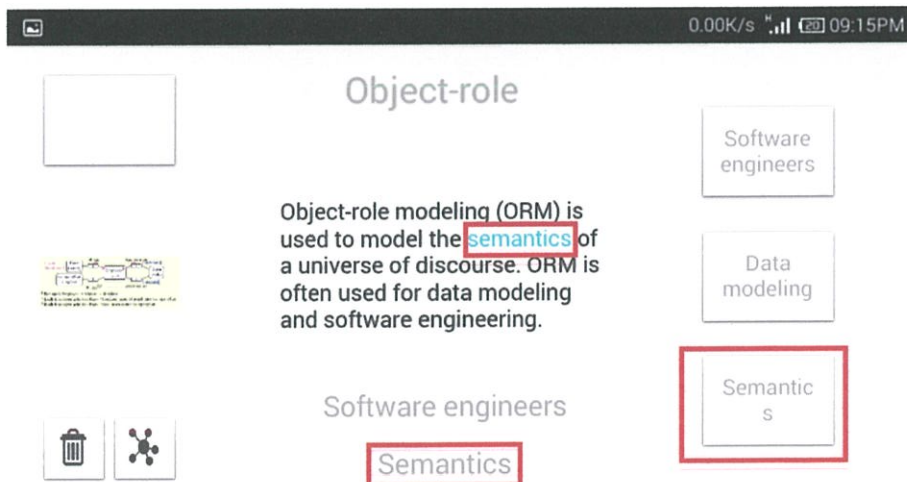 0.00K/s H 20 09:15PM
Object-role
Object-role modeling (ORM) is
used to model the semantics of
a universe of discourse. ORM is
often used for data modeling
and software engineering.
Software engineers
Semantics
Software
engineers
Data
modeling
Semantic
s